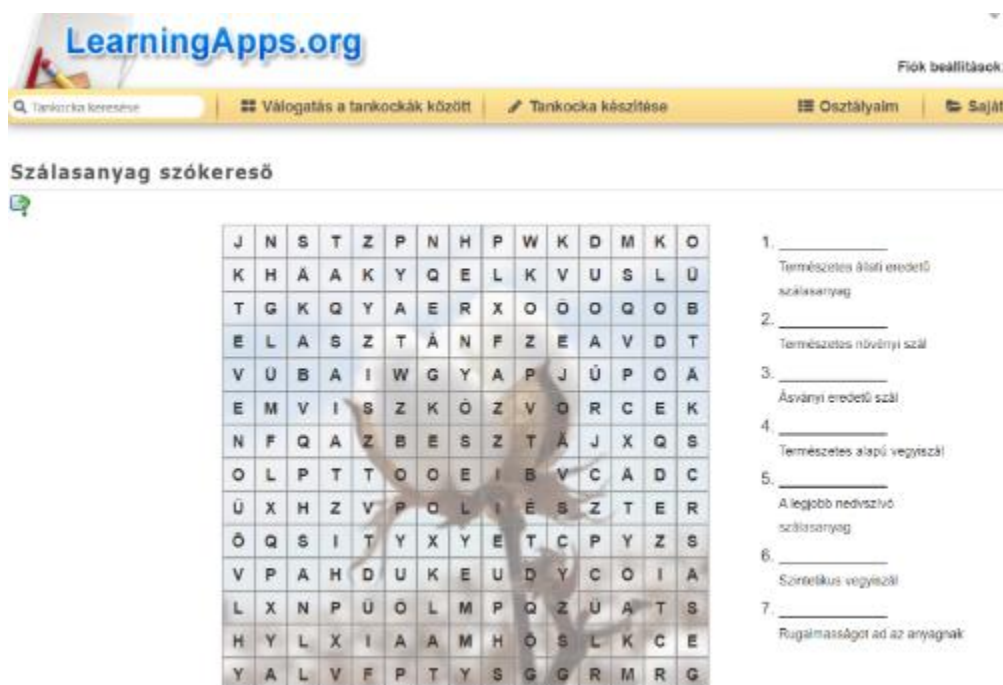 LearningApps.org
Fiók beállítások:
Tankocka keresése
Válogatás a tankockák között
Tankocka készítése
Osztályaim
Saját
Szálasanyag szókereső
J N S T Z P N H P W K D M K O
K H Ä A K Y Q E L K V U S L Ü
T G K Q Y A E R X O Ö O Q O B
E L A S Z T Á N F Z E A V D T
V Ü B A I W G Y A P J Ú P O Ä
E M V I S Z K Ó Z V O R C E K
N F Q A Z B E S Z T Ä J X Q S
O L P T T O O E I B V C A D C
Ü X H Z V P O L I É S Z T E R
Ö Q S I T Y X Y E T C P Y Z S
V P A H D U K E U D Y C O I A
L X N P Ü Ö L M P Q Z Ü A T S
H Y L X I A A M H Ö S L K C E
Y A L V F P T Y S G G R M R G
1.
Természetes állati eredetű
szálasanyag
2.
Természetes növényi szál
3.
Ásványi eredetű szál
4.
Természetes alapú vegyiszál
5.
A legjobb nedvszívó
szálasanyag
6.
Szintetikus vegyiszál
7.
Rugalmasságot ad az anyagnak